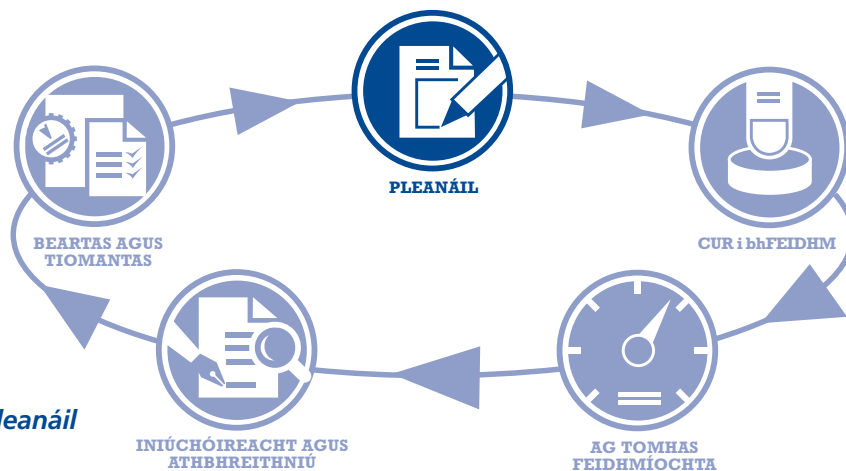 PLEANÁIL
BEARTAS AGUS
TIOMANTAS
CUR i bhFEIDHM
INIÚCHÓIREACHT AGUS
ATHBHREITHNIÚ
AG TOMHAS
FEIDHMÍOCHTA
leanáil